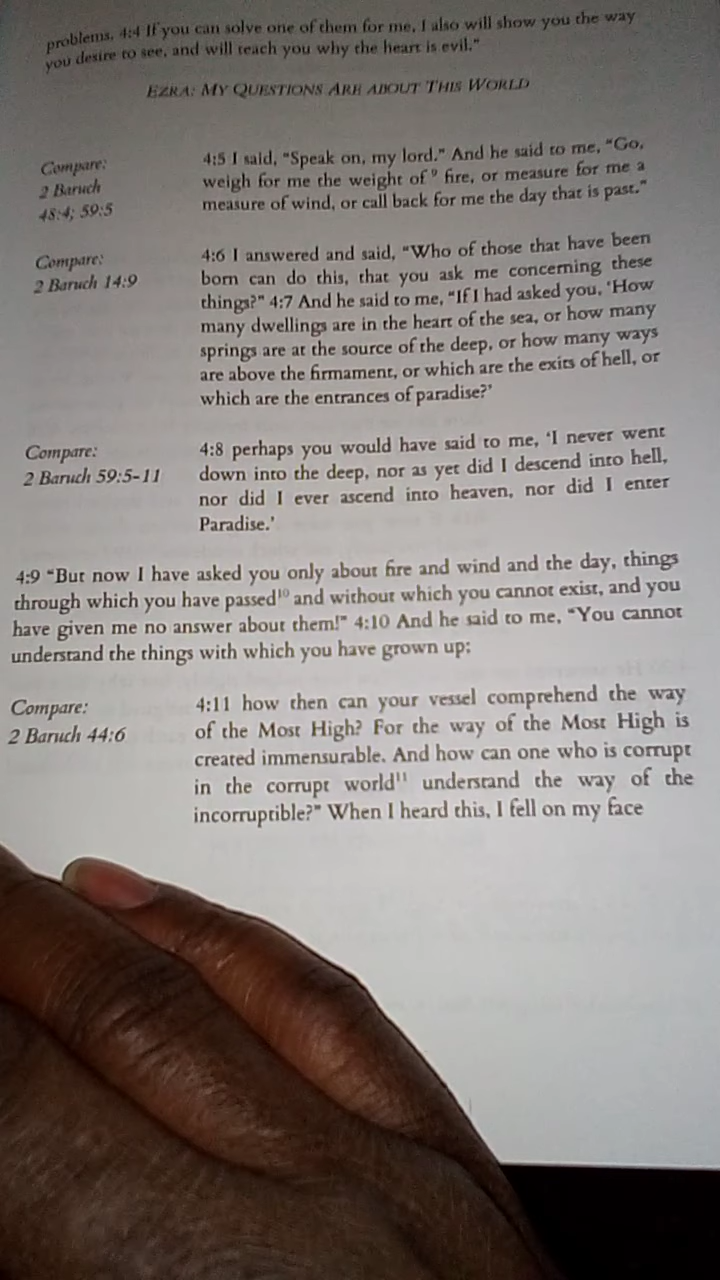 problems, 4:4 If you can solve one of them for me, I also will show you the way
you desire to see, and will teach you why the heart is evil."
EZRA: MY QUESTIONS ARE ABOUT THIS WORLD
Compare:
2 Baruch
48:4; 59:5
4:5 I said, "Speak on, my lord." And he said to me, "Go,
weigh for me the weight of ⁹ fire, or measure for me a
measure of wind, or call back for me the day that is past."
Compare:
2 Baruch 14:9
4:6 I answered and said, "Who of those that have been
born can do this, that you ask me concerning these
things?" 4:7 And he said to me, "If I had asked you, 'How
many dwellings are in the heart of the sea, or how many
springs are at the source of the deep, or how many ways
are above the firmament, or which are the exits of hell, or
which are the entrances of paradise?'
Compare:
2 Baruch 59:5-11
4:8 perhaps you would have said to me, 'I never went
down into the deep, nor as yet did I descend into hell,
nor did I ever ascend into heaven, nor did I enter
Paradise.'
4:9 "But now I have asked you only about fire and wind and the day, things
through which you have passed¹⁰ and without which you cannot exist, and you
have given me no answer about them!" 4:10 And he said to me, "You cannot
understand the things with which you have grown up;
Compare:
2 Baruch 44:6
4:11 how then can your vessel comprehend the way
of the Most High? For the way of the Most High is
created immensurable. And how can one who is corrupt
in the corrupt world¹¹ understand the way of the
incorruptible?" When I heard this, I fell on my face